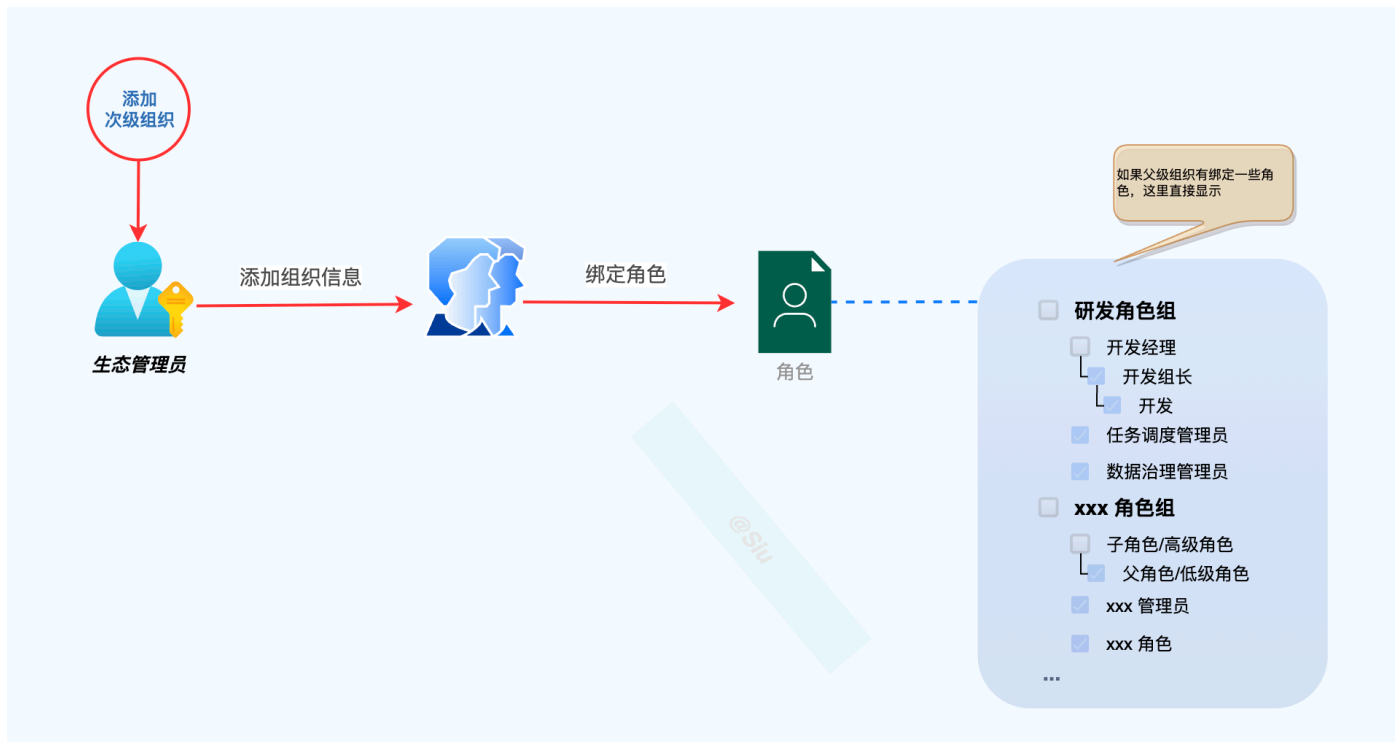 添加
次级组织
生态管理员
添加组织信息
绑定角色
角色
如果父级组织有绑定一些角
色，这里直接显示
研发角色组
开发经理
开发组长
开发
任务调度管理员
数据治理管理员
xxx 角色组
子角色/高级角色
父角色/低级角色
xxx 管理员
xxx 角色
...
@Siu